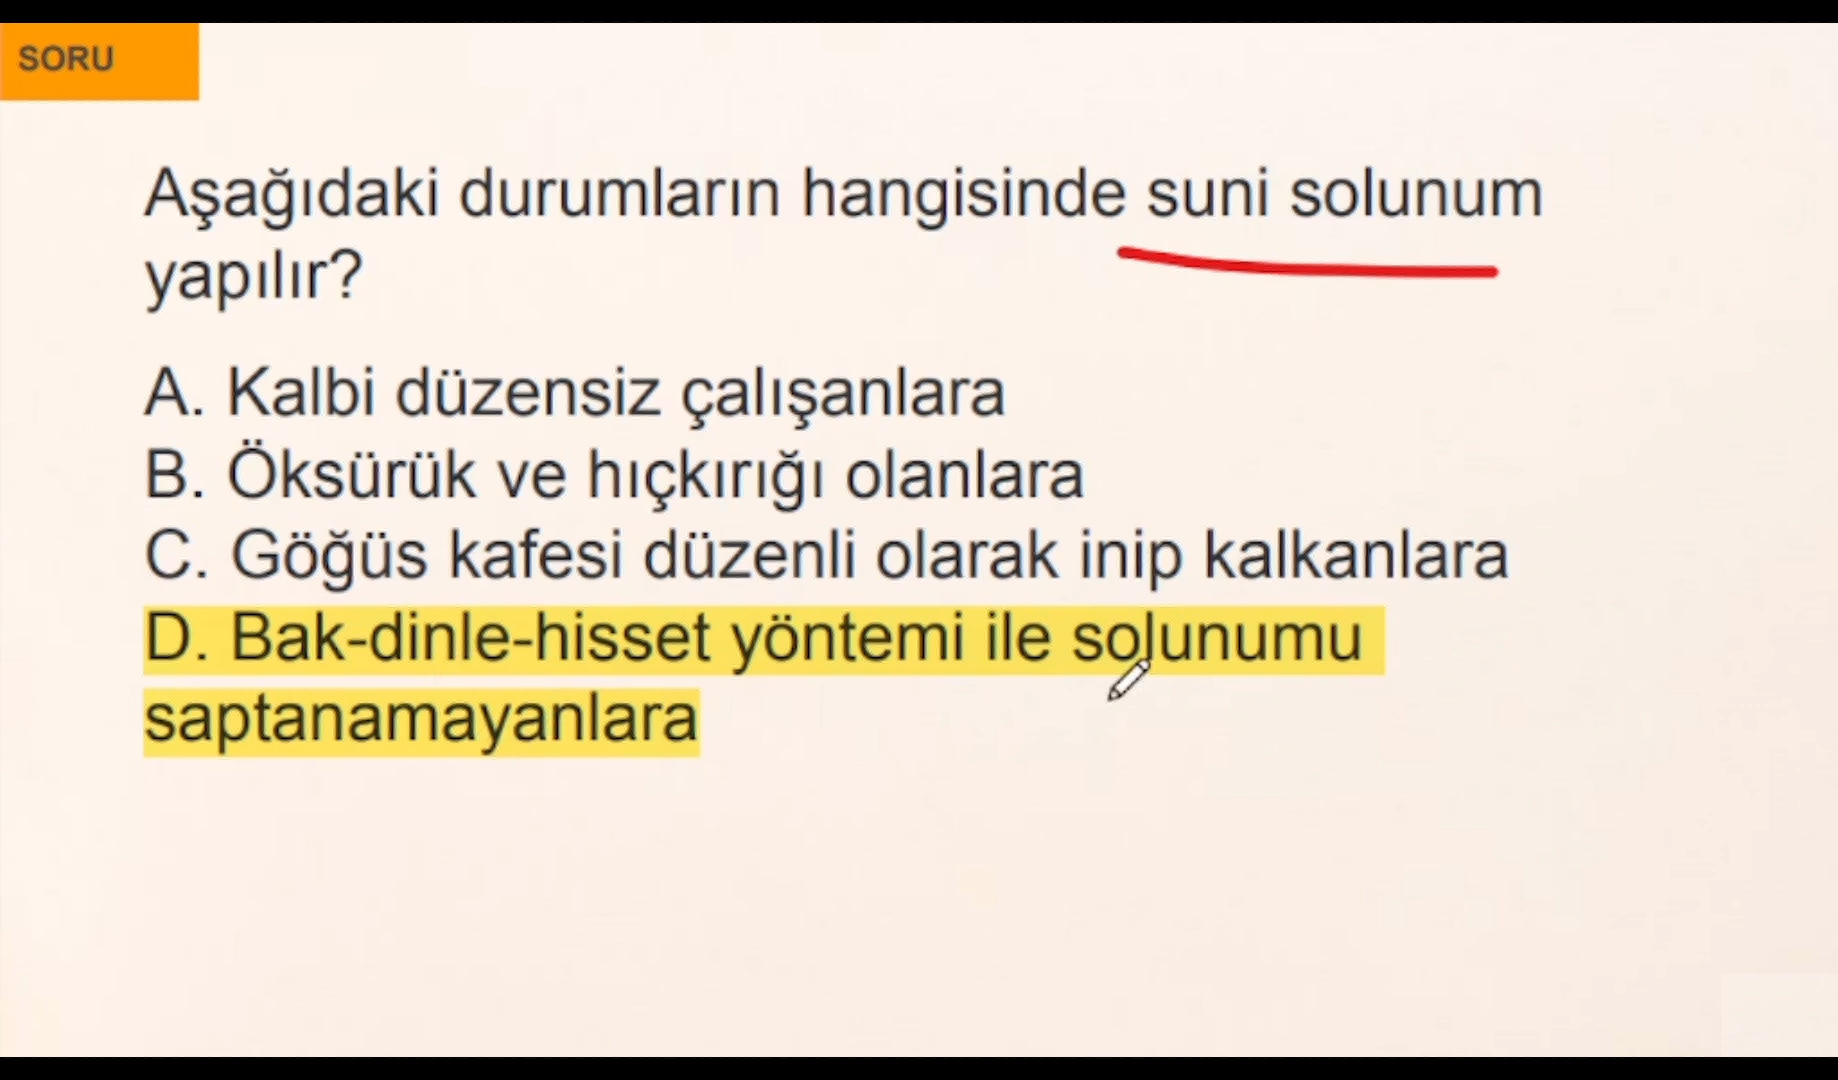 SORU
Aşağıdaki durumların hangisinde suni solunum
yapılır?
A. Kalbi düzensiz çalışanlara
B. Öksürük ve hıçkırığı olanlara
C. Göğüs kafesi düzenli olarak inip kalkanlara
D. Bak-dinle-hisset yöntemi ile solunumu
saptanamayanlara